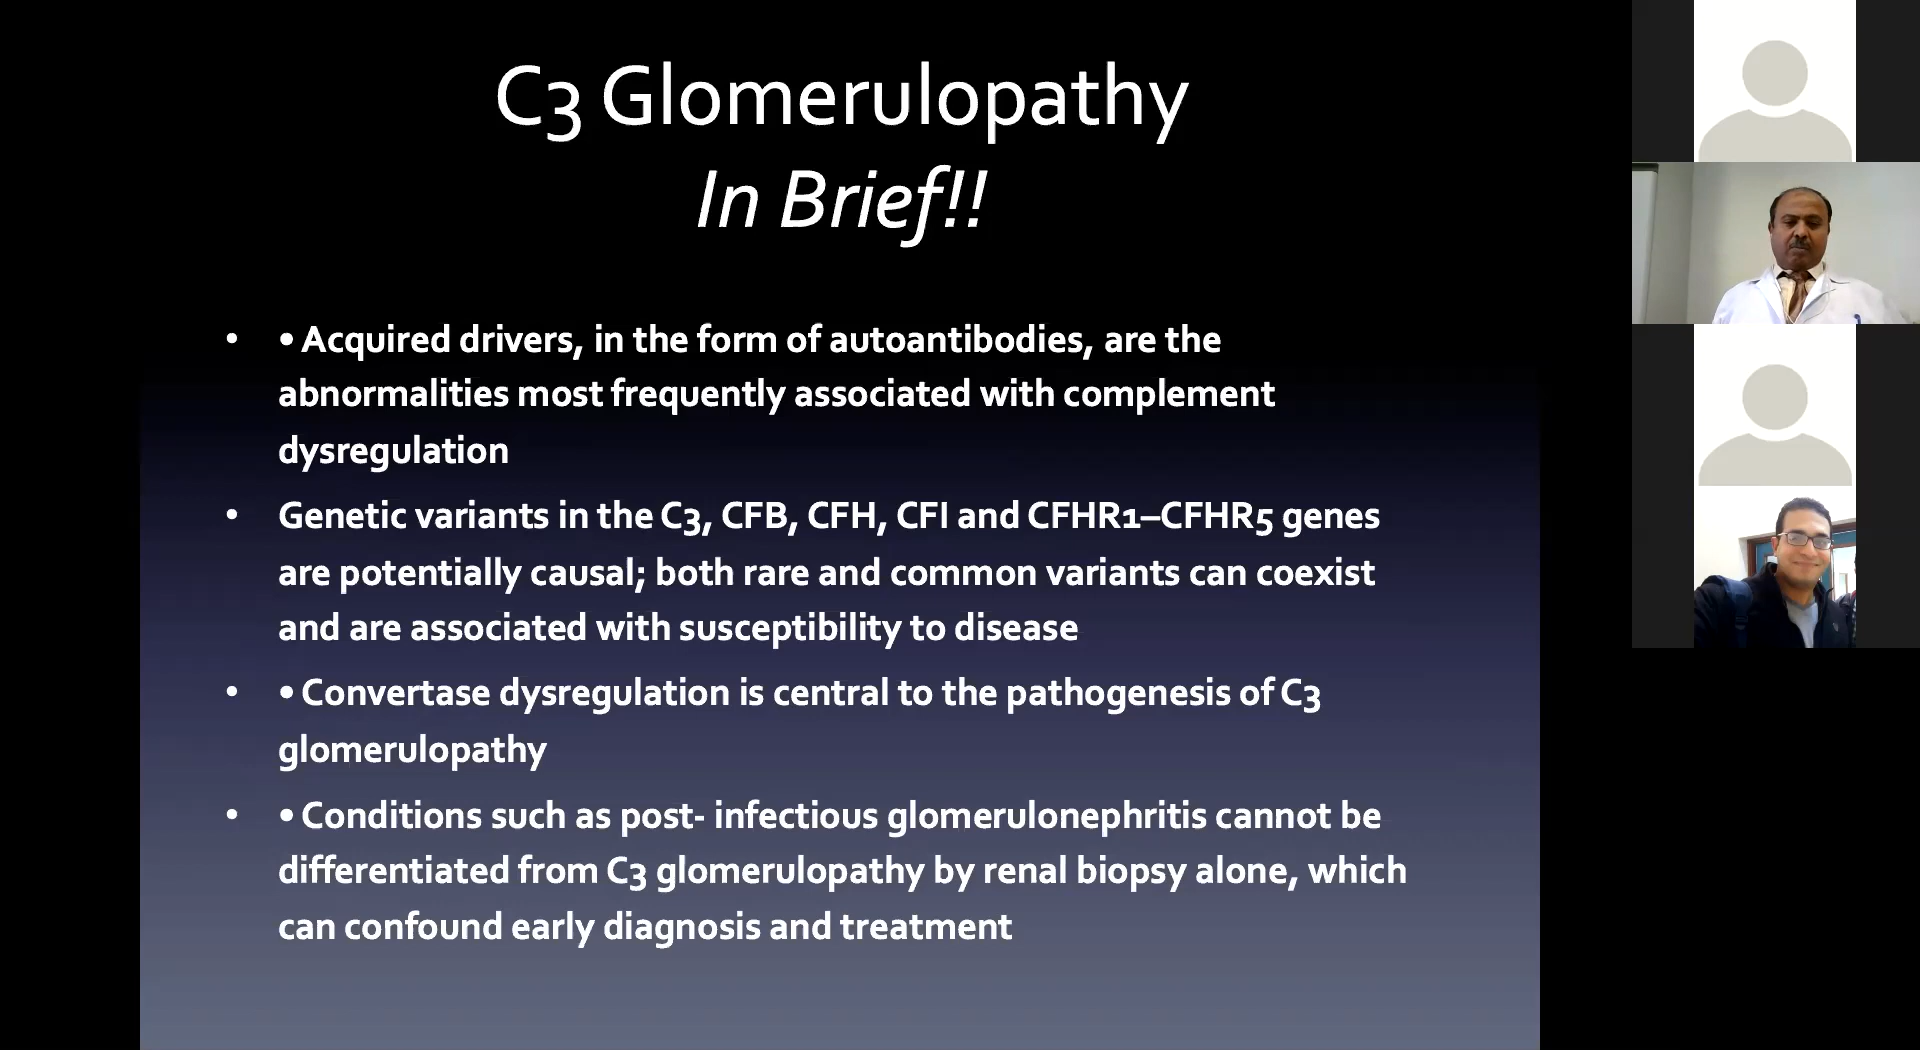 C3 Glomerulopathy
In Brief!!
• • Acquired drivers, in the form of autoantibodies, are the
abnormalities most frequently associated with complement
dysregulation
• Genetic variants in the C3, CFB, CFH, CFI and CFHR1–CFHR5 genes
are potentially causal; both rare and common variants can coexist
and are associated with susceptibility to disease
• • Convertase dysregulation is central to the pathogenesis of C3
glomerulopathy
• • Conditions such as post- infectious glomerulonephritis cannot be
differentiated from C3 glomerulopathy by renal biopsy alone, which
can confound early diagnosis and treatment